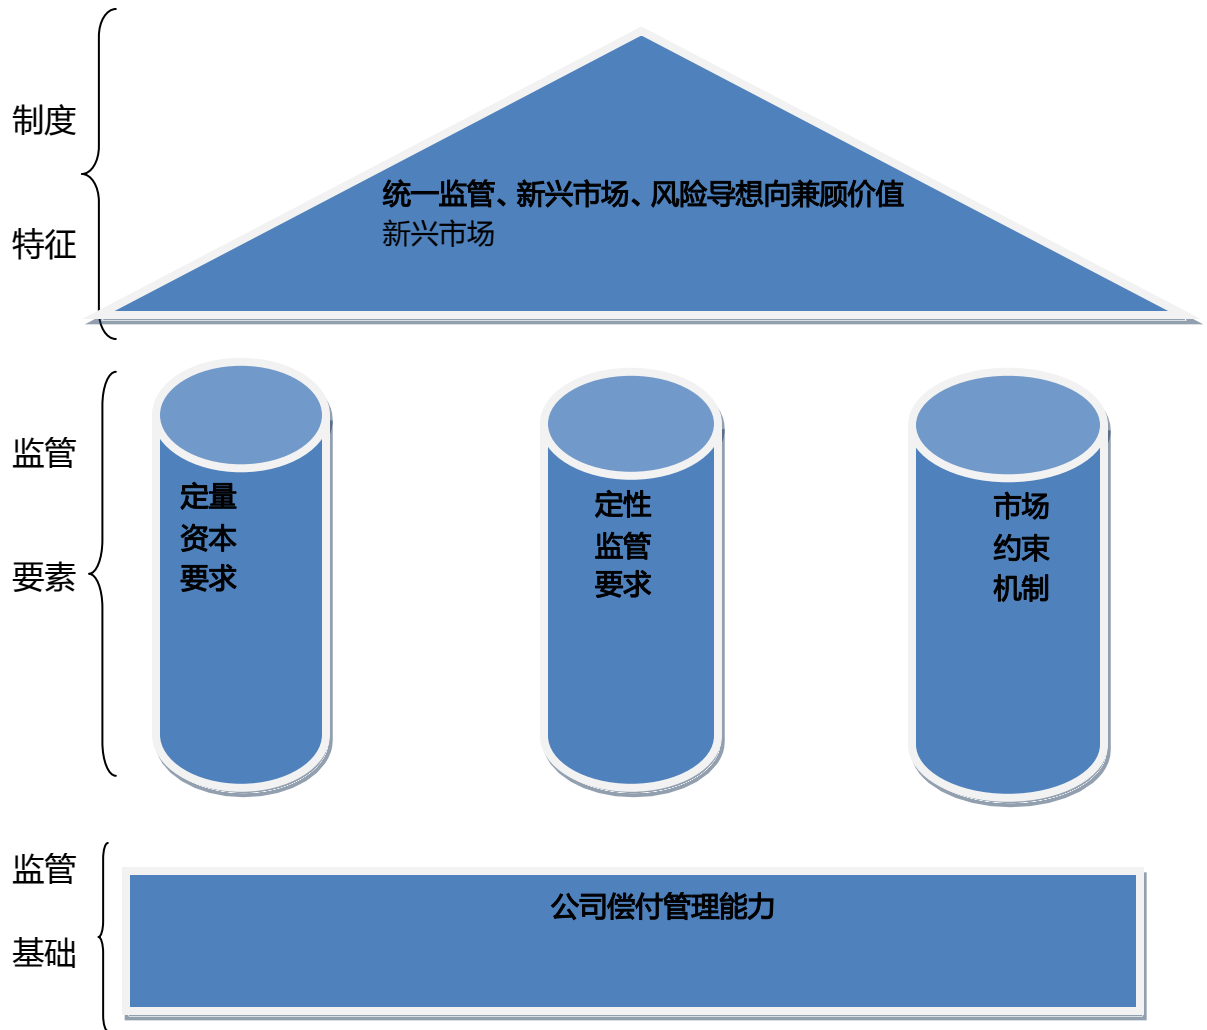 制度
特征
统一监管、新兴市场、风险导想向兼顾价值
新兴市场
监管
要素
定量
资本
要求
定性
监管
要求
市场
约束
机制
监管
基础
公司偿付管理能力